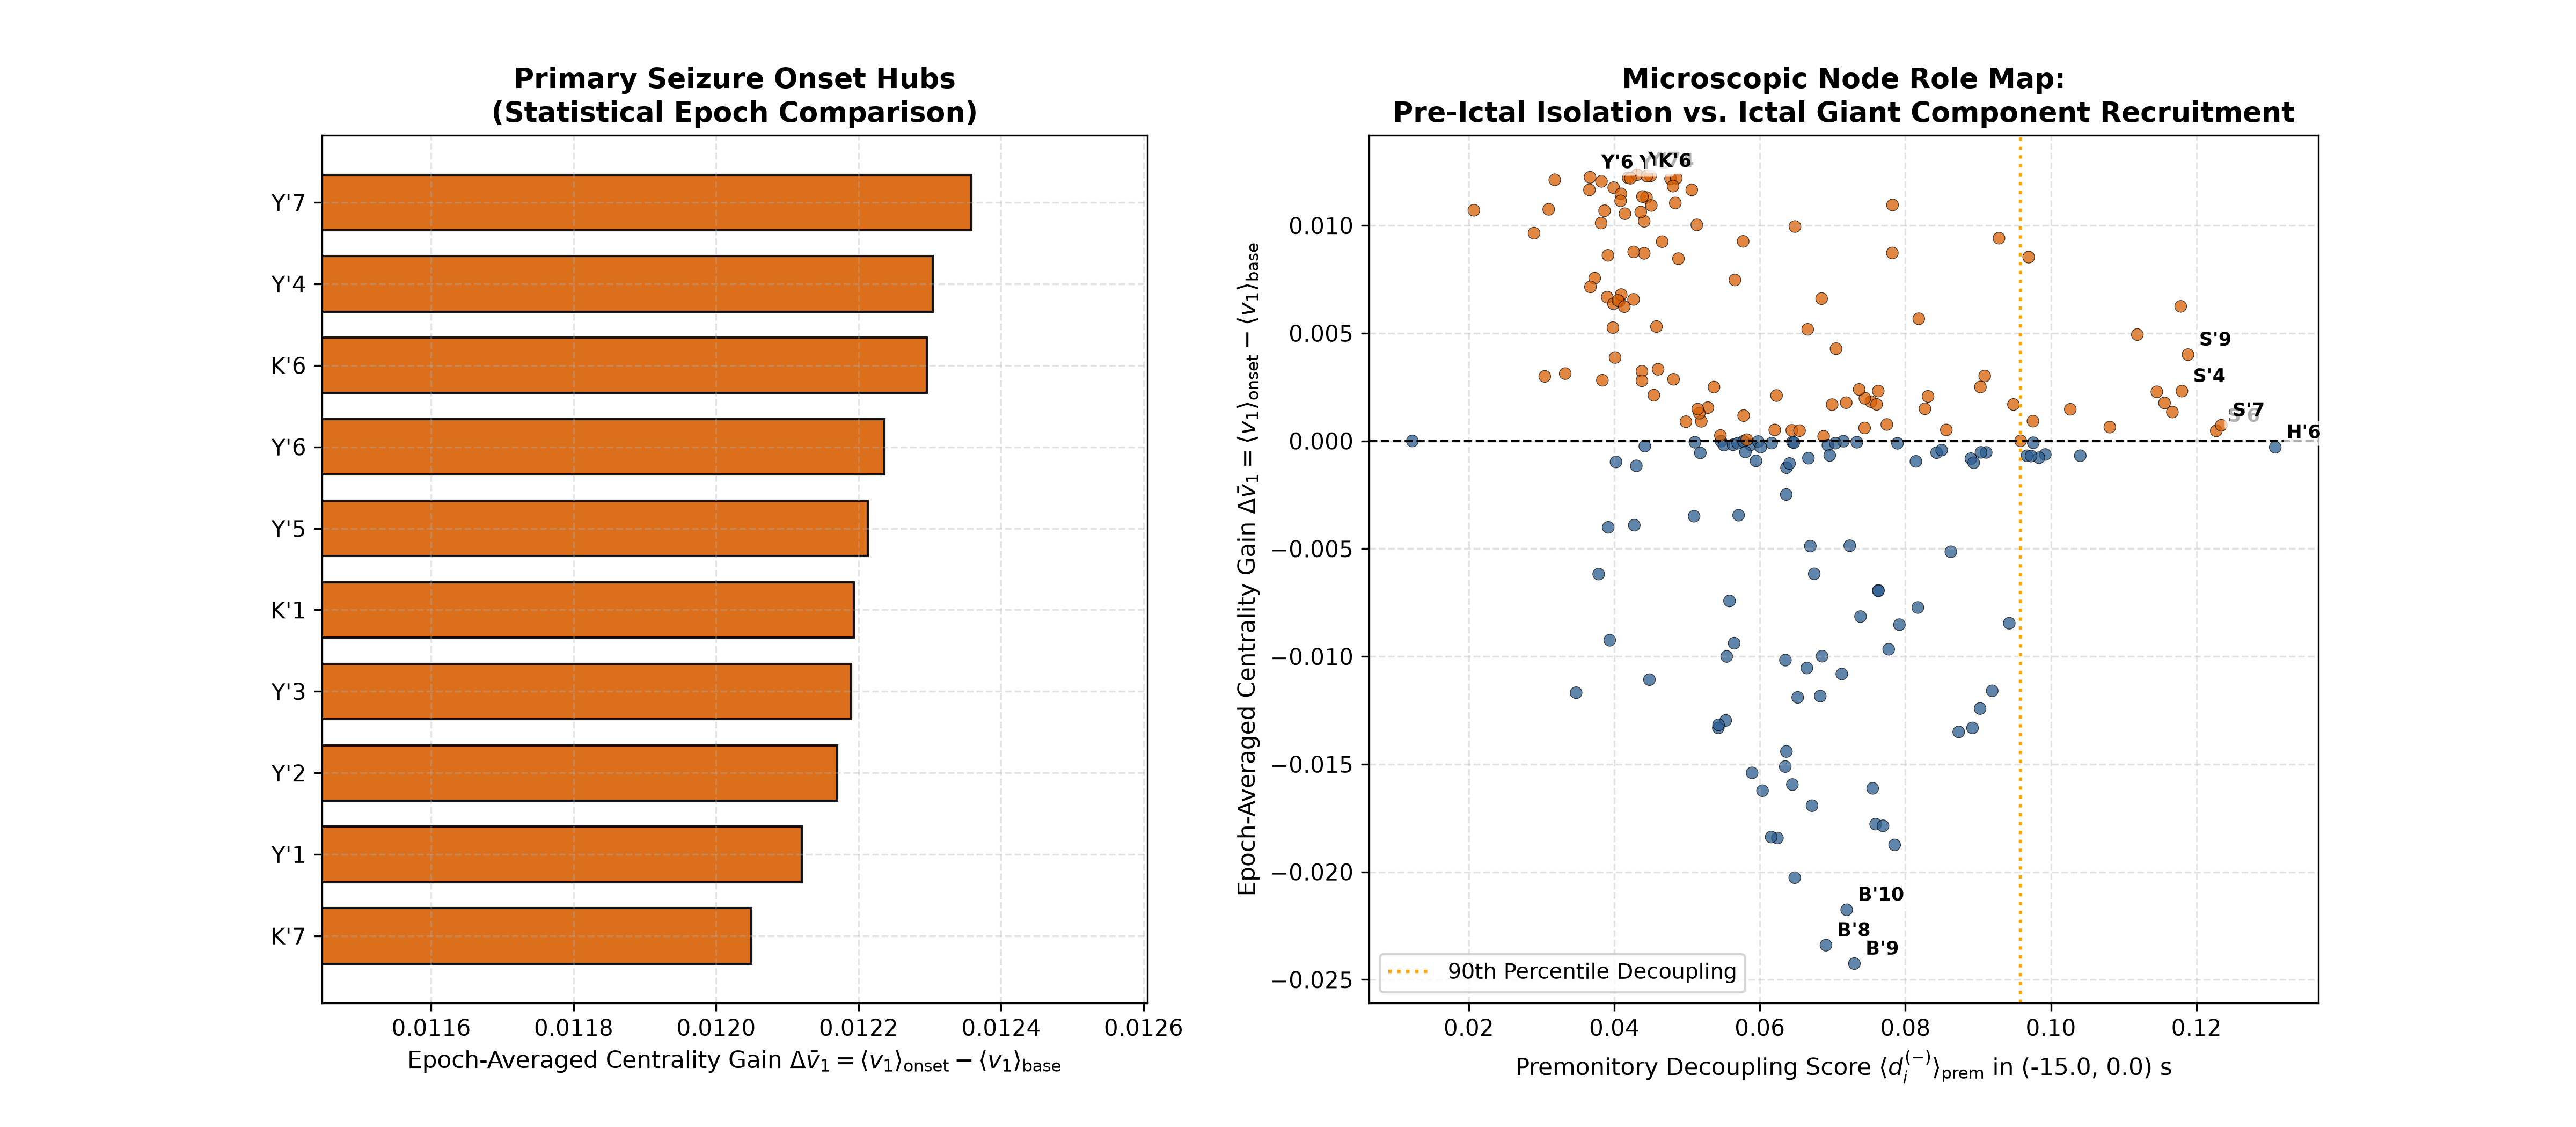 Primary Seizure Onset Hubs
(Statistical Epoch Comparison)
Y'7
Y'4
K'6
Y'6
Y'5
K'1
Y'3
Y'2
Y'1
K'7
0.0116 0.0118 0.0120 0.0122 0.0124 0.0126
Epoch-Averaged Centrality Gain Δv̄₁ = ⟨v₁⟩onset − ⟨v₁⟩base
Microscopic Node Role Map:
Pre-Ictal Isolation vs. Ictal Giant Component Recruitment
Epoch-Averaged Centrality Gain Δv̄₁ = ⟨v₁⟩onset − ⟨v₁⟩base
0.010
0.005
0.000
−0.005
−0.010
−0.015
−0.020
−0.025
Y'6
K'6
S'9
S'4
S'7
H'6
B'10
B'8
B'9
90th Percentile Decoupling
0.02 0.04 0.06 0.08 0.10 0.12
Premonitory Decoupling Score ⟨dᵢ⁽⁻⁾⟩prem in (-15.0, 0.0) s